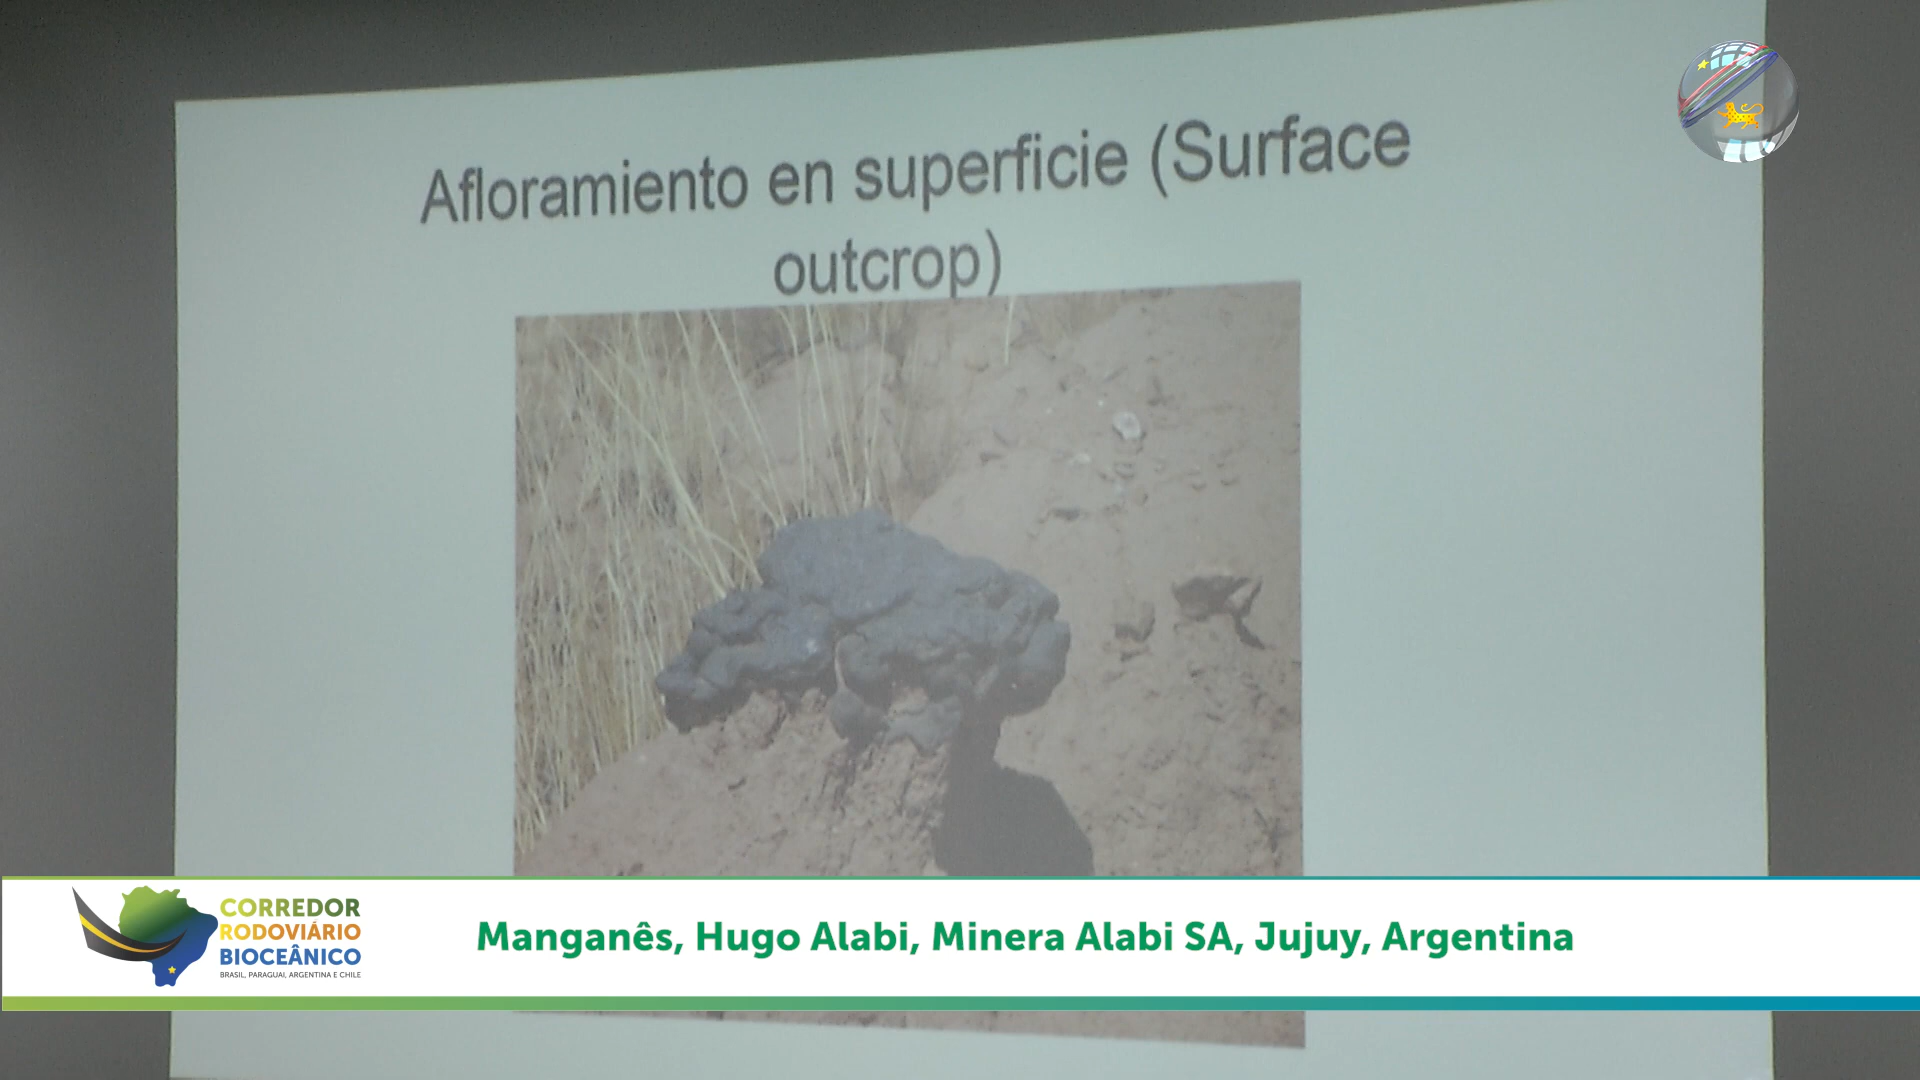 Afloramiento en superficie (Surface
outcrop)
CORREDOR
RODOVIÁRIO
BIOCEÂNICO
BRASIL, PARAGUAI, ARGENTINA E CHILE
Manganês, Hugo Alabi, Minera Alabi SA, Jujuy, Argentina